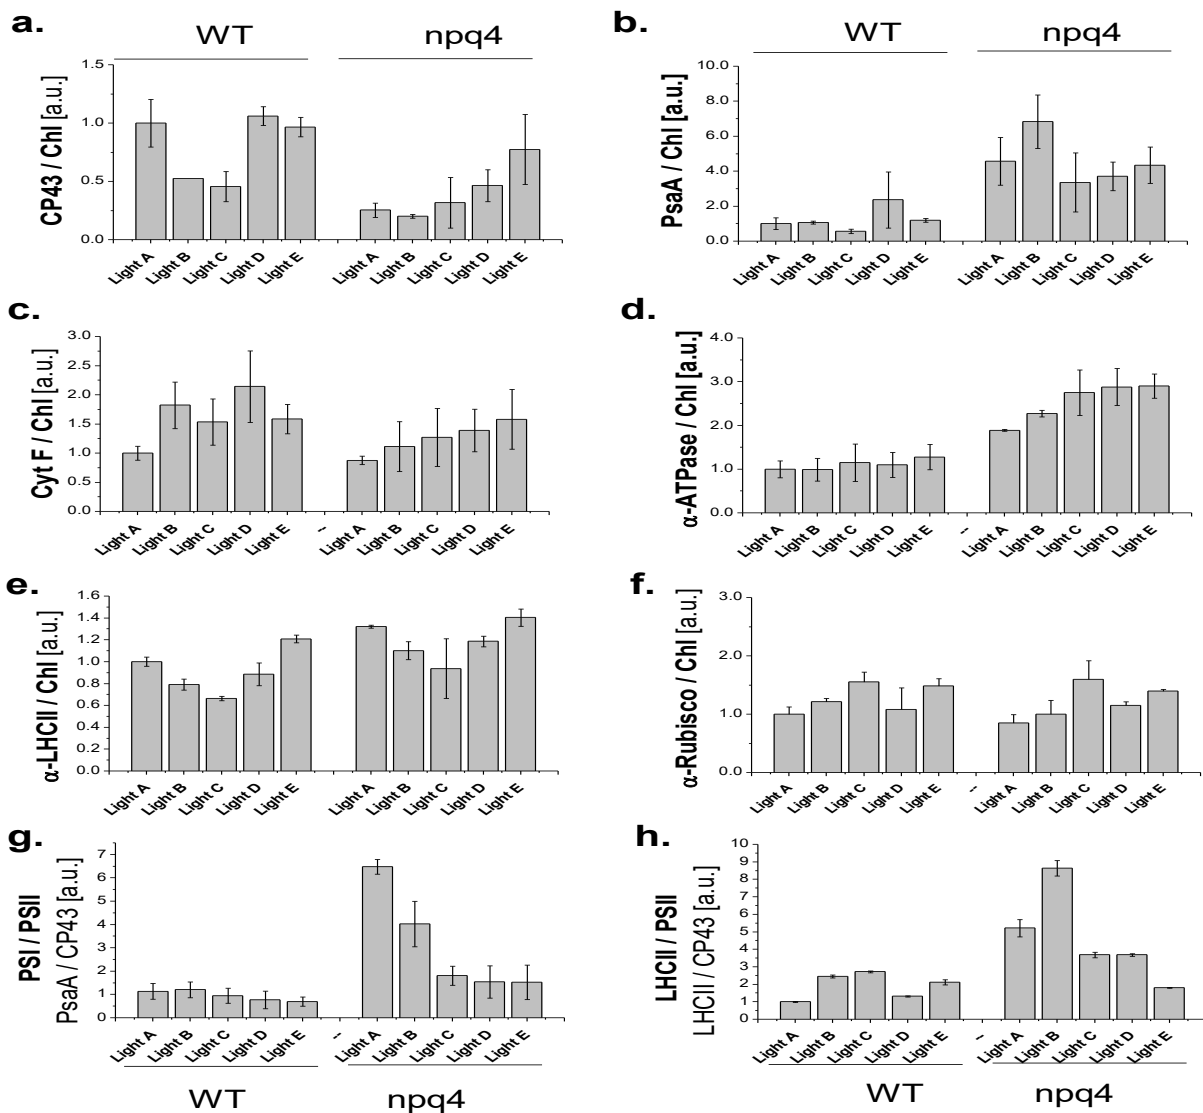 a.
WT
npq4
CP43 / Chl [a.u.]
1.5
1.0
0.5
0.0
Light A
Light B
Light C
Light D
Light E
Light A
Light B
Light C
Light D
Light E
b.
WT
npq4
PsaA / Chl [a.u.]
10.0
8.0
6.0
4.0
2.0
0.0
Light A
Light B
Light C
Light D
Light E
--
Light A
Light B
Light C
Light D
Light E
c.
Cyt F / Chl [a.u.]
3.0
2.5
2.0
1.5
1.0
0.5
0.0
Light A
Light B
Light C
Light D
Light E
--
Light A
Light B
Light C
Light D
Light E
d.
α-ATPase / Chl [a.u.]
4.0
3.0
2.0
1.0
0.0
Light A
Light B
Light C
Light D
Light E
--
Light A
Light B
Light C
Light D
Light E
e.
α-LHCII / Chl [a.u.]
1.6
1.4
1.2
1.0
0.8
0.6
0.4
0.2
0.0
Light A
Light B
Light C
Light D
Light E
Light A
Light B
Light C
Light D
Light E
f.
α-Rubisco / Chl [a.u.]
3.0
2.0
1.0
0.0
Light A
Light B
Light C
Light D
Light E
--
Light A
Light B
Light C
Light D
Light E
g.
PSI / PSII
PsaA / CP43 [a.u.]
7
6
5
4
3
2
1
0
Light A
Light B
Light C
Light D
Light E
--
Light A
Light B
Light C
Light D
Light E
WT
npq4
h.
LHCII / PSII
LHCII / CP43 [a.u.]
10
9
8
7
6
5
4
3
2
1
0
Light A
Light B
Light C
Light D
Light E
--
Light A
Light B
Light C
Light D
Light E
WT
npq4